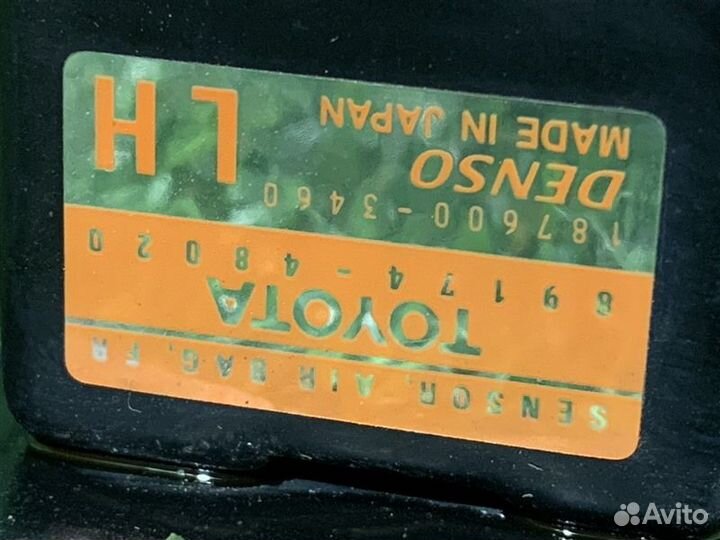 SENSOR, AIR BAG, FR
TOYOTA
89174-48020
187600-3460
DENSO
MADE IN JAPAN
LH
Avito